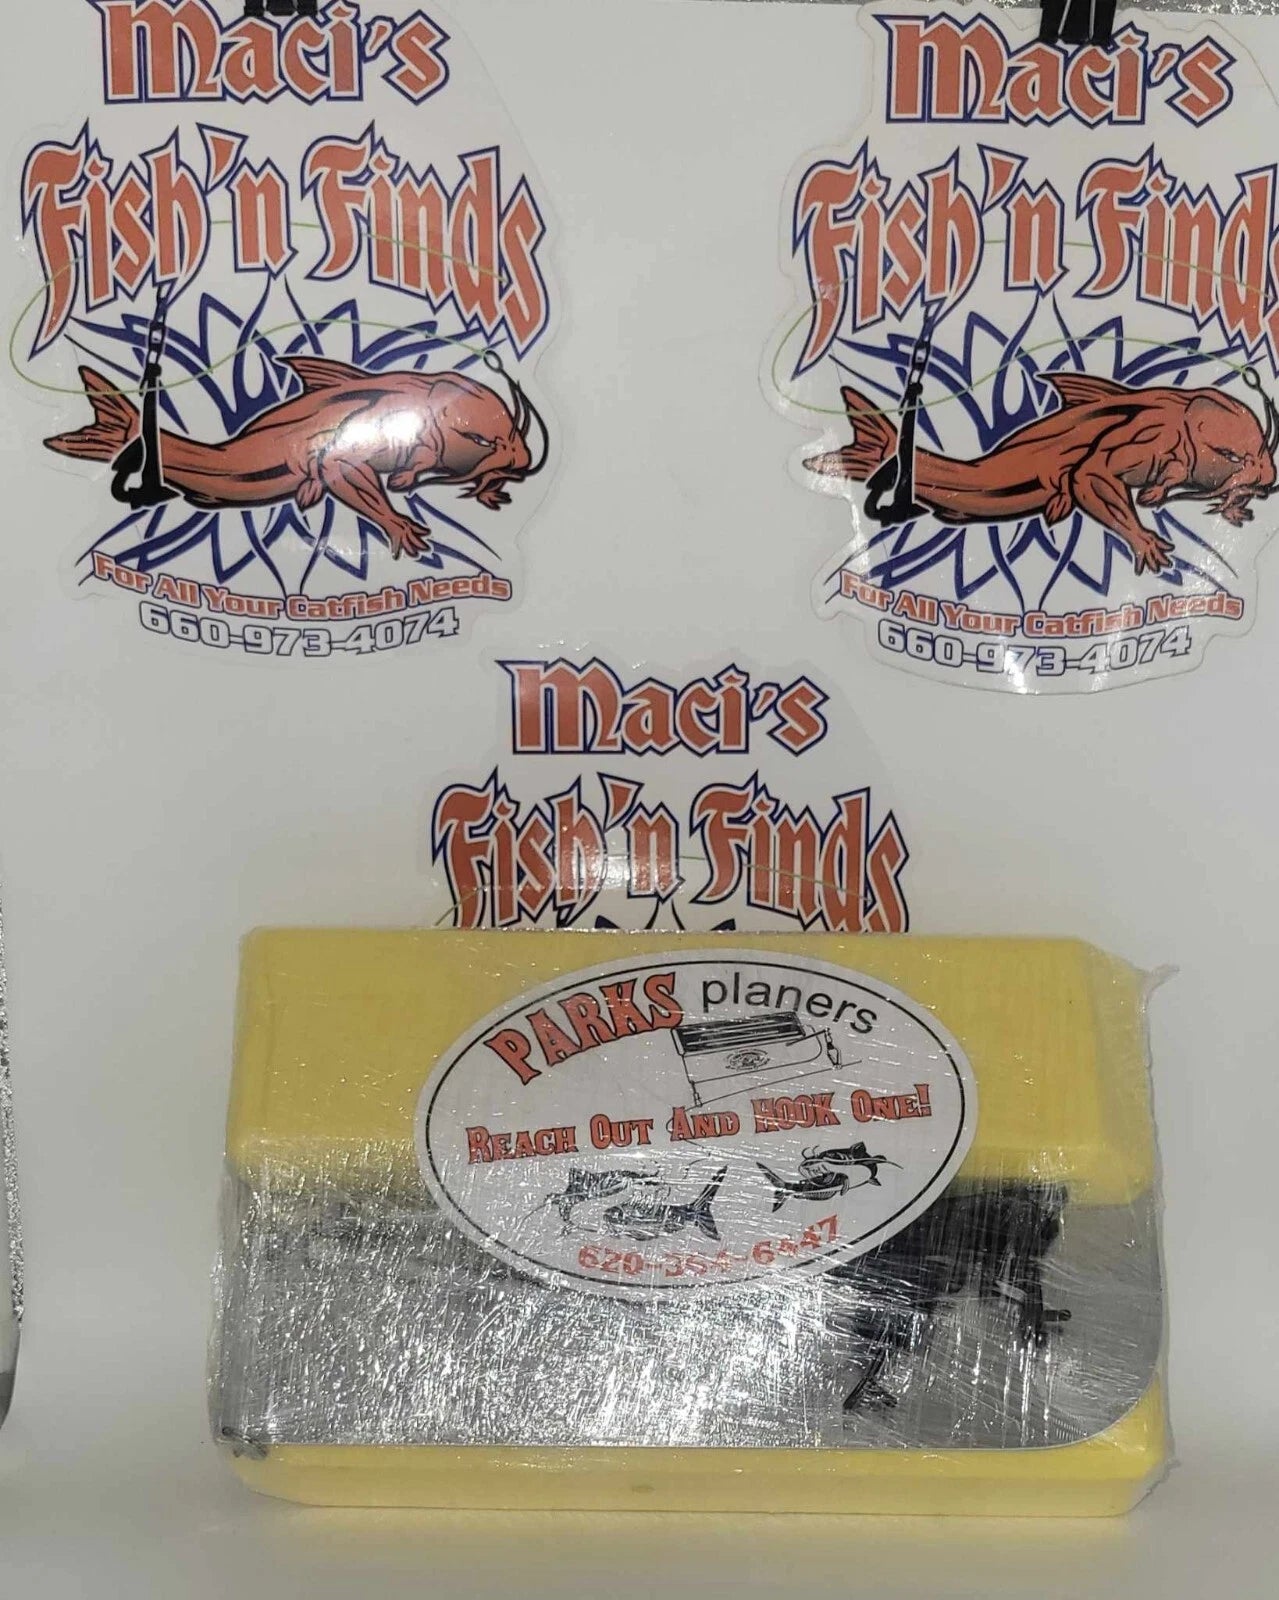 Maci's
Fish'n Finds
For All Your Catfish Needs
660-973-4074
Maci's
Fish'n Finds
For All Your Catfish Needs
660-973-4074
Maci's
Fish'n Finds
PARKS planers
REACH OUT AND HOOK ONE!